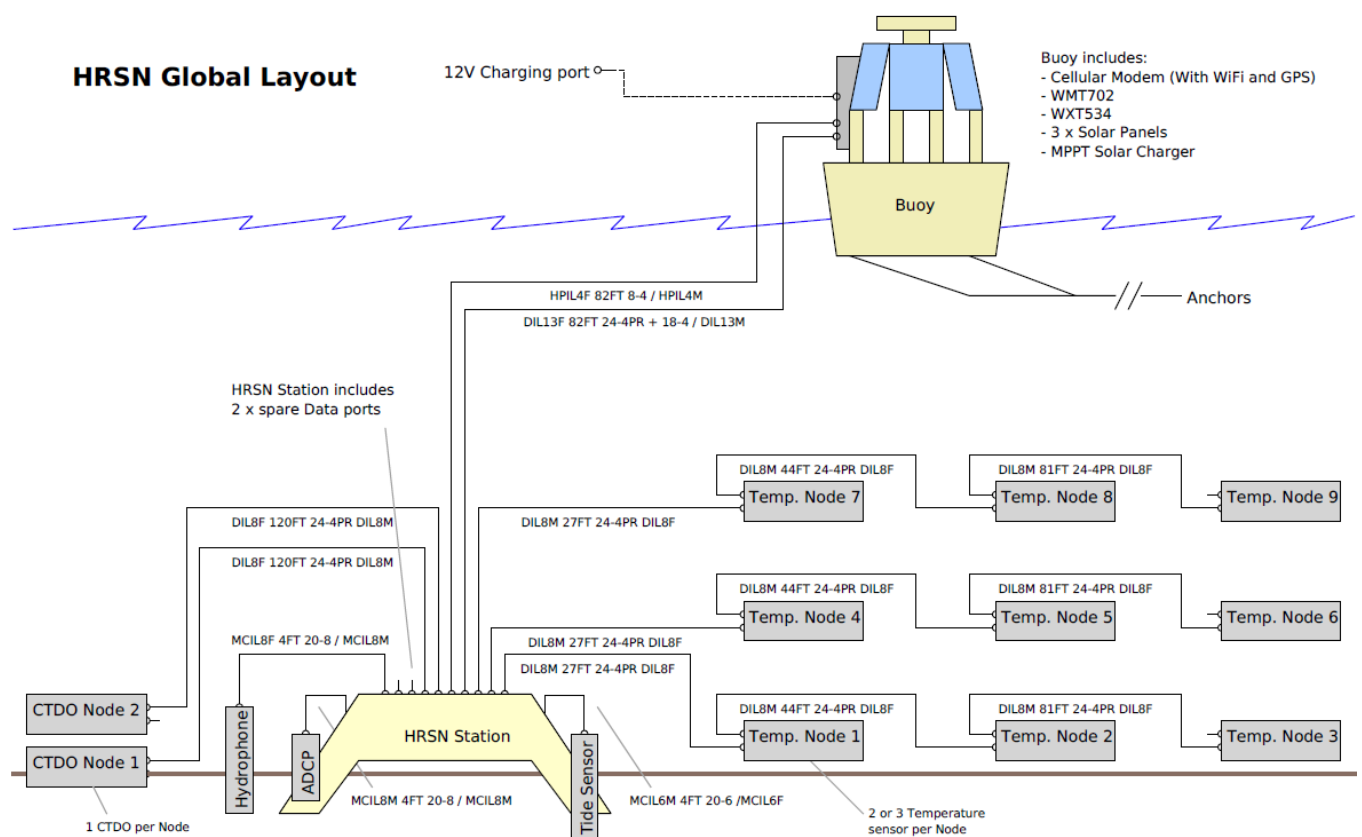 HRSN Global Layout
12V Charging port
Buoy includes:
- Cellular Modem (With WiFi and GPS)
- WMT702
- WXT534
- 3 x Solar Panels
- MPPT Solar Charger
Buoy
Anchors
HPIL4F 82FT 8-4 / HPIL4M
DIL13F 82FT 24-4PR + 18-4 / DIL13M
HRSN Station includes
2 x spare Data ports
DIL8M 44FT 24-4PR DIL8F
DIL8M 81FT 24-4PR DIL8F
Temp. Node 7
Temp. Node 8
Temp. Node 9
DIL8F 120FT 24-4PR DIL8M
DIL8M 27FT 24-4PR DIL8F
DIL8F 120FT 24-4PR DIL8M
DIL8M 44FT 24-4PR DIL8F
DIL8M 81FT 24-4PR DIL8F
Temp. Node 4
Temp. Node 5
Temp. Node 6
MCIL8F 4FT 20-8 / MCIL8M
DIL8M 27FT 24-4PR DIL8F
DIL8M 27FT 24-4PR DIL8F
CTDO Node 2
DIL8M 44FT 24-4PR DIL8F
DIL8M 81FT 24-4PR DIL8F
HRSN Station
Temp. Node 1
Temp. Node 2
Temp. Node 3
CTDO Node 1
Hydrophone
ADCP
Tide Sensor
MCIL8M 4FT 20-8 / MCIL8M
MCIL6M 4FT 20-6 /MCIL6F
1 CTDO per Node
2 or 3 Temperature
sensor per Node